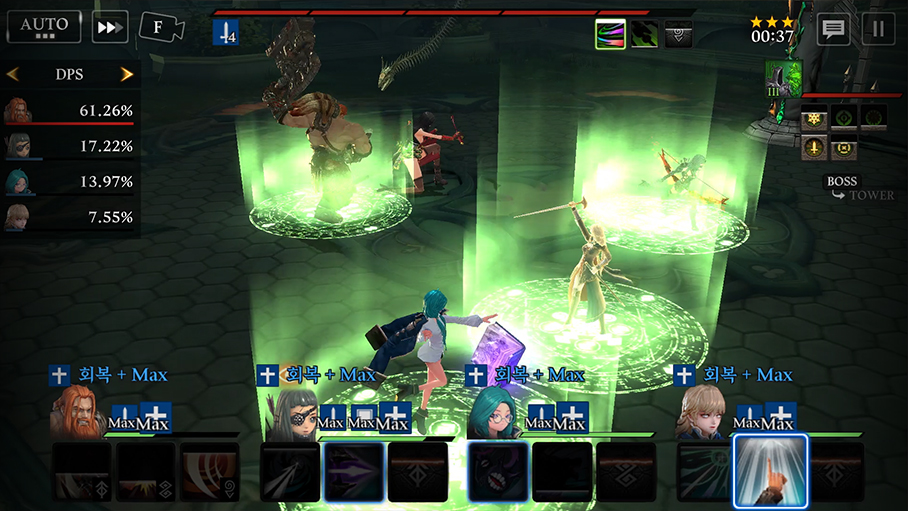 AUTO
F
4
00:37
DPS
61.26%
17.22%
13.97%
7.55%
III
BOSS
TOWER
회복 + Max
회복 + Max
회복 + Max
회복 + Max
Max Max
Max Max Max
Max Max
Max Max